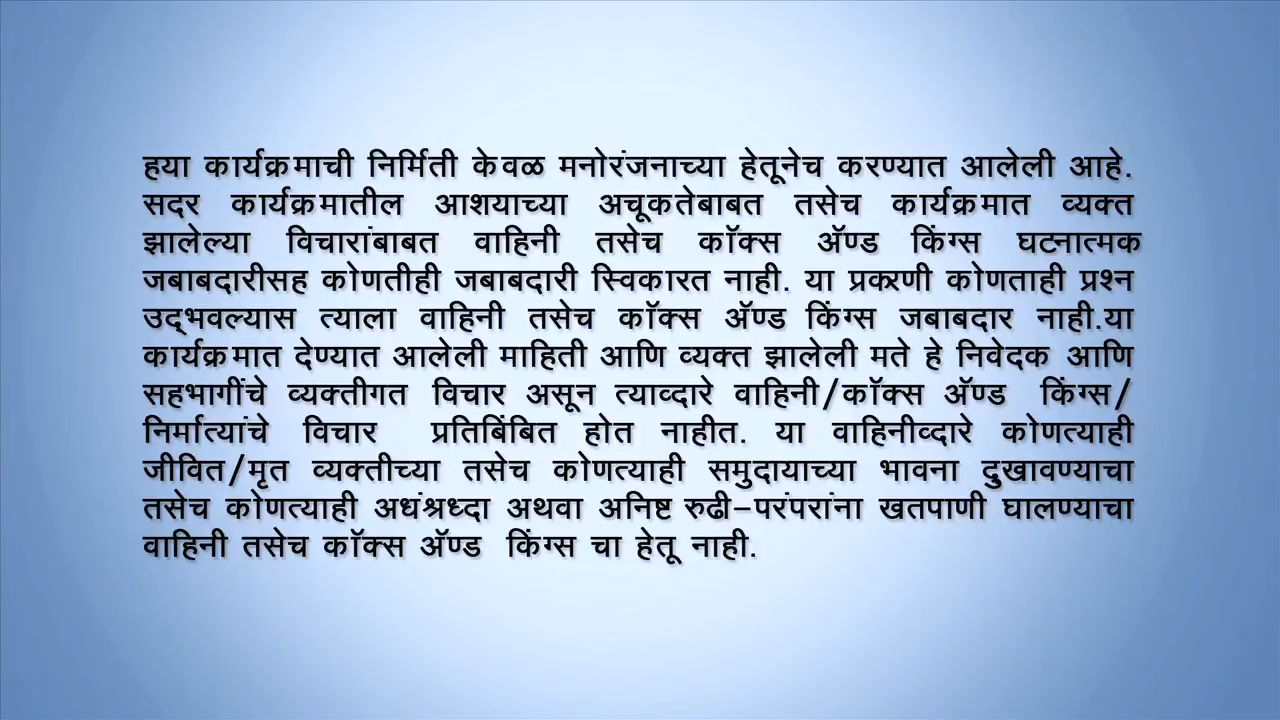 हया कार्यक्रमाची निर्मिती केवळ मनोरंजनाच्या हेतूनेच करण्यात आलेली आहे.
सदर कार्यक्रमातील आशयाच्या अचूकतेबाबत तसेच कार्यक्रमात व्यक्त
झालेल्या विचारांबाबत वाहिनी तसेच कॉक्स ॲण्ड किंग्स घटनात्मक
जबाबदारीसह कोणतीही जबाबदारी स्विकारत नाही. या प्रकरणी कोणताही प्रश्न
उद्भवल्यास त्याला वाहिनी तसेच कॉक्स ॲण्ड किंग्स जबाबदार नाही.या
कार्यक्रमात देण्यात आलेली माहिती आणि व्यक्त झालेली मते हे निवेदक आणि
सहभागींचे व्यक्तीगत विचार असून त्याव्दारे वाहिनी/कॉक्स ॲण्ड किंग्स/
निर्मात्यांचे विचार प्रतिबिंबित होत नाहीत. या वाहिनीव्दारे कोणत्याही
जीवित/मृत व्यक्तीच्या तसेच कोणत्याही समुदायाच्या भावना दुखावण्याचा
तसेच कोणत्याही अधंश्रध्दा अथवा अनिष्ट रुढी-परंपरांना खतपाणी घालण्याचा
वाहिनी तसेच कॉक्स ॲण्ड किंग्स चा हेतू नाही.